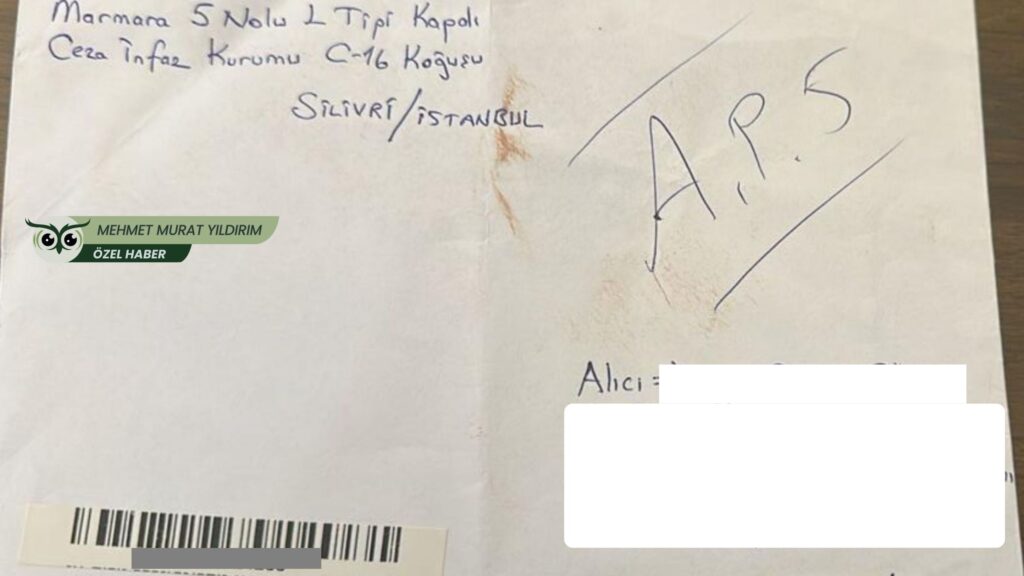 Marmara 5 Nolu L Tipi Kapalı
Ceza İnfaz Kurumu C-16 Koğuşu
SİLİVRİ/İSTANBUL
A.P.S
MEHMET MURAT YILDIRIM
ÖZEL HABER
Alıcı =